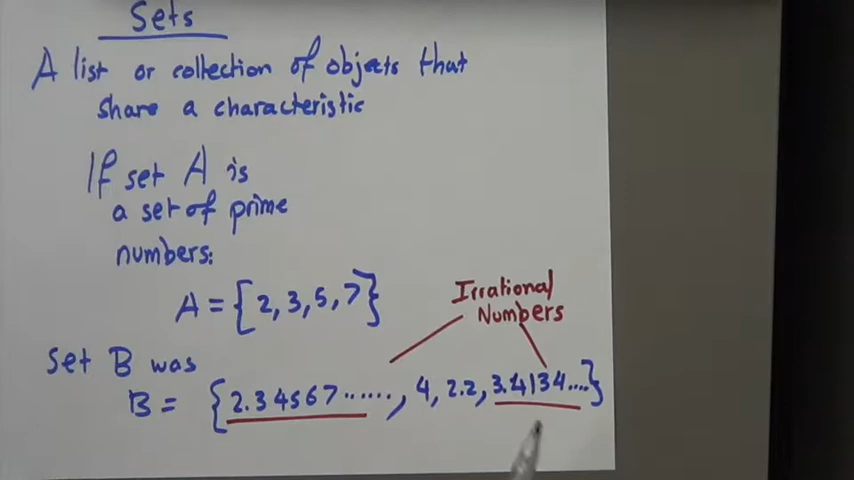 Sets
A list or collection of objects that
share a characteristic
If set A is
a set of prime
numbers:
A = {2, 3, 5, 7}
Irrational
Numbers
Set B was
B = {2.34567......, 4, 2.2, 3.4134....}